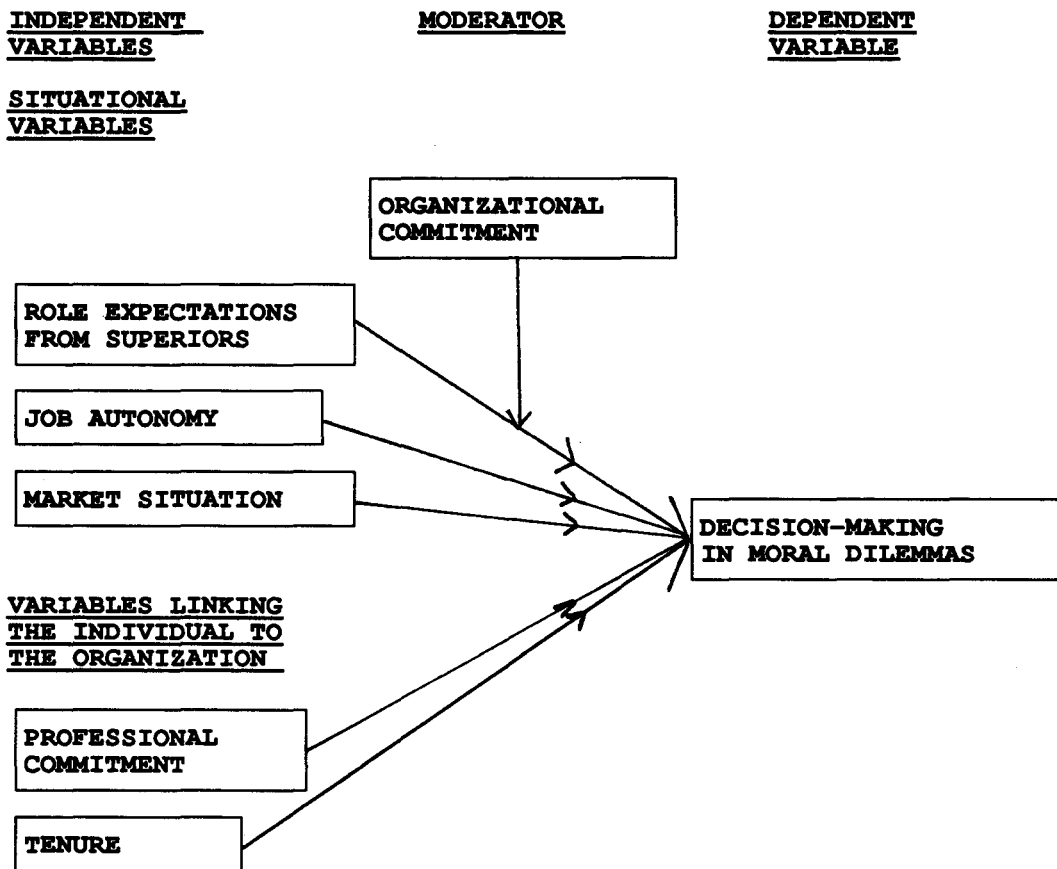 INDEPENDENT
VARIABLES
MODERATOR
DEPENDENT
VARIABLE
SITUATIONAL
VARIABLES
ORGANIZATIONAL
COMMITMENT
ROLE EXPECTATIONS
FROM SUPERIORS
JOB AUTONOMY
MARKET SITUATION
DECISION-MAKING
IN MORAL DILEMMAS
VARIABLES LINKING
THE INDIVIDUAL TO
THE ORGANIZATION
PROFESSIONAL
COMMITMENT
TENURE